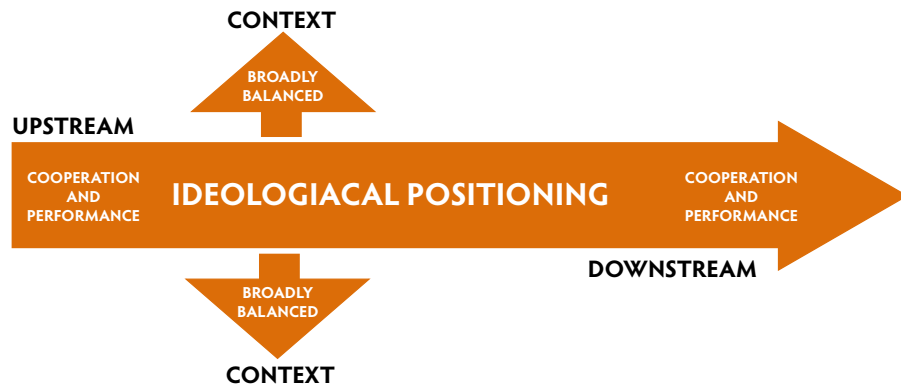 CONTEXT
BROADLY
BALANCED
UPSTREAM
COOPERATION
AND
PERFORMANCE
IDEOLOGIACAL POSITIONING
COOPERATION
AND
PERFORMANCE
DOWNSTREAM
BROADLY
BALANCED
CONTEXT